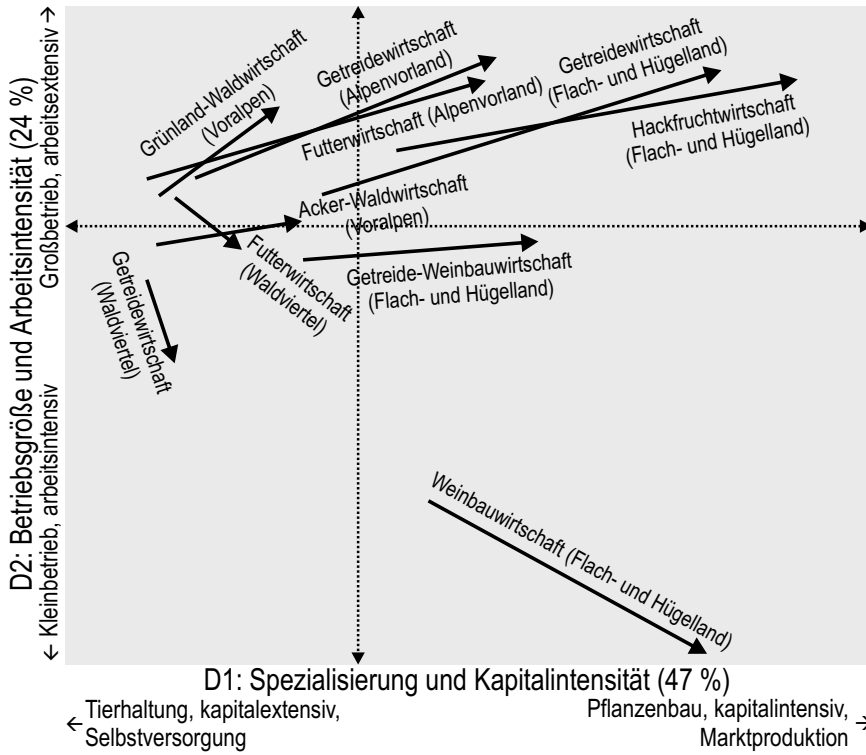 D2: Betriebsgröße und Arbeitsintensität (24 %)
← Kleinbetrieb, arbeitsintensiv
Großbetrieb, arbeitsextensiv →
Grünland-Waldwirtschaft
(Voralpen)
Getreidewirtschaft
(Alpenvorland)
Futterwirtschaft (Alpenvorland)
Getreidewirtschaft
(Flach- und Hügelland)
Hackfruchtwirtschaft
(Flach- und Hügelland)
Acker-Waldwirtschaft
(Voralpen)
Getreidewirtschaft
(Waldviertel)
Futterwirtschaft
(Waldviertel)
Getreide-Weinbauwirtschaft
(Flach- und Hügelland)
Weinbauwirtschaft (Flach- und Hügelland)
D1: Spezialisierung und Kapitalintensität (47 %)
← Tierhaltung, kapitalextensiv,
Selbstversorgung
Pflanzenbau, kapitalintensiv, →
Marktproduktion